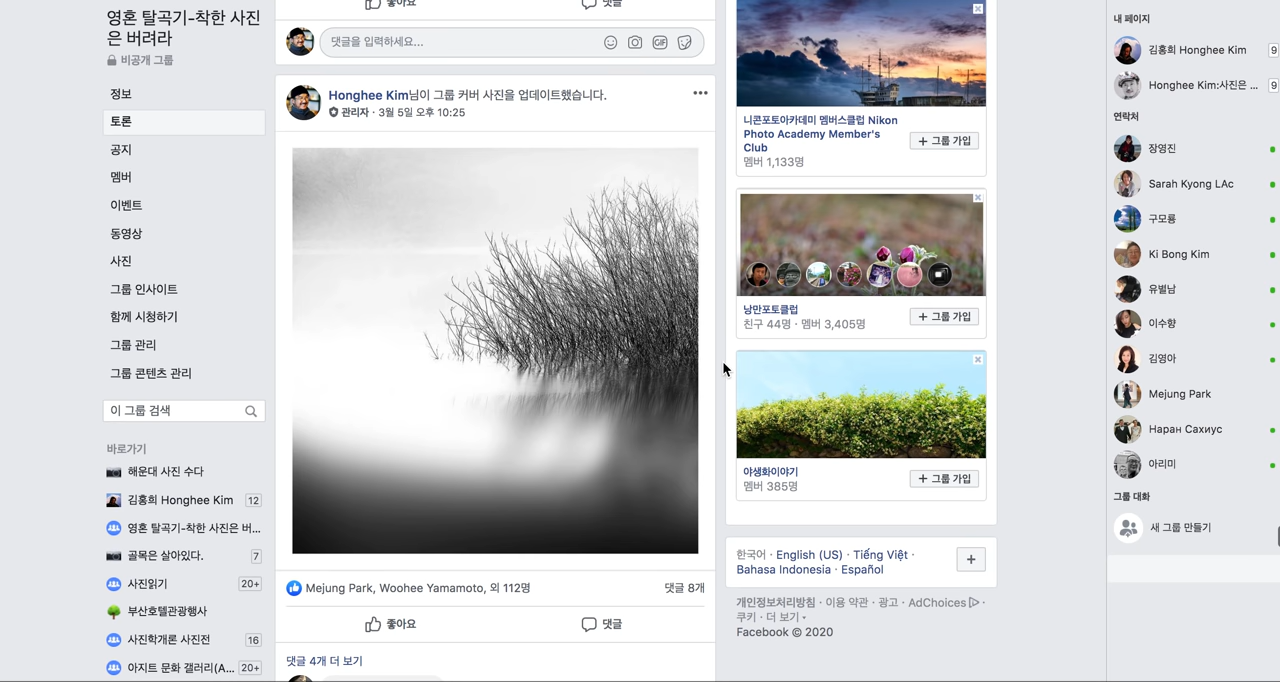 영혼 탈곡기-착한 사진
은 버려라
비공개 그룹
정보
토론
공지
멤버
이벤트
동영상
사진
그룹 인사이트
함께 시청하기
그룹 관리
그룹 콘텐츠 관리
이 그룹 검색
바로가기
해운대 사진 수다
김홍희 Honghee Kim 12
영혼 탈곡기-착한 사진은 버...
골목은 살아있다. 7
사진읽기 20+
부산호텔관광행사
사진학개론 사진전 16
아지트 문화 갤러리(A... 20+
좋아요 댓글
댓글을 입력하세요...
GIF
Honghee Kim님이 그룹 커버 사진을 업데이트했습니다.
관리자 · 3월 5일 오후 10:25
Mejung Park, Woohee Yamamoto, 외 112명 댓글 8개
좋아요 댓글
댓글 4개 더 보기
니콘포토아카데미 멤버스클럽 Nikon
Photo Academy Member's
Club
멤버 1,133명
+ 그룹 가입
낭만포토클럽
친구 44명 · 멤버 3,405명
+ 그룹 가입
야생화이야기
멤버 385명
+ 그룹 가입
한국어 · English (US) · Tiếng Việt ·
Bahasa Indonesia · Español
개인정보처리방침 · 이용 약관 · 광고 · AdChoices ·
쿠키 · 더 보기
Facebook © 2020
내 페이지
김홍희 Honghee Kim 9
Honghee Kim:사진은 ... 9
연락처
장영진
Sarah Kyong LAc
구모룡
Ki Bong Kim
유별남
이수향
김영아
Mejung Park
Наран Сахиус
아리미
그룹 대화
새 그룹 만들기